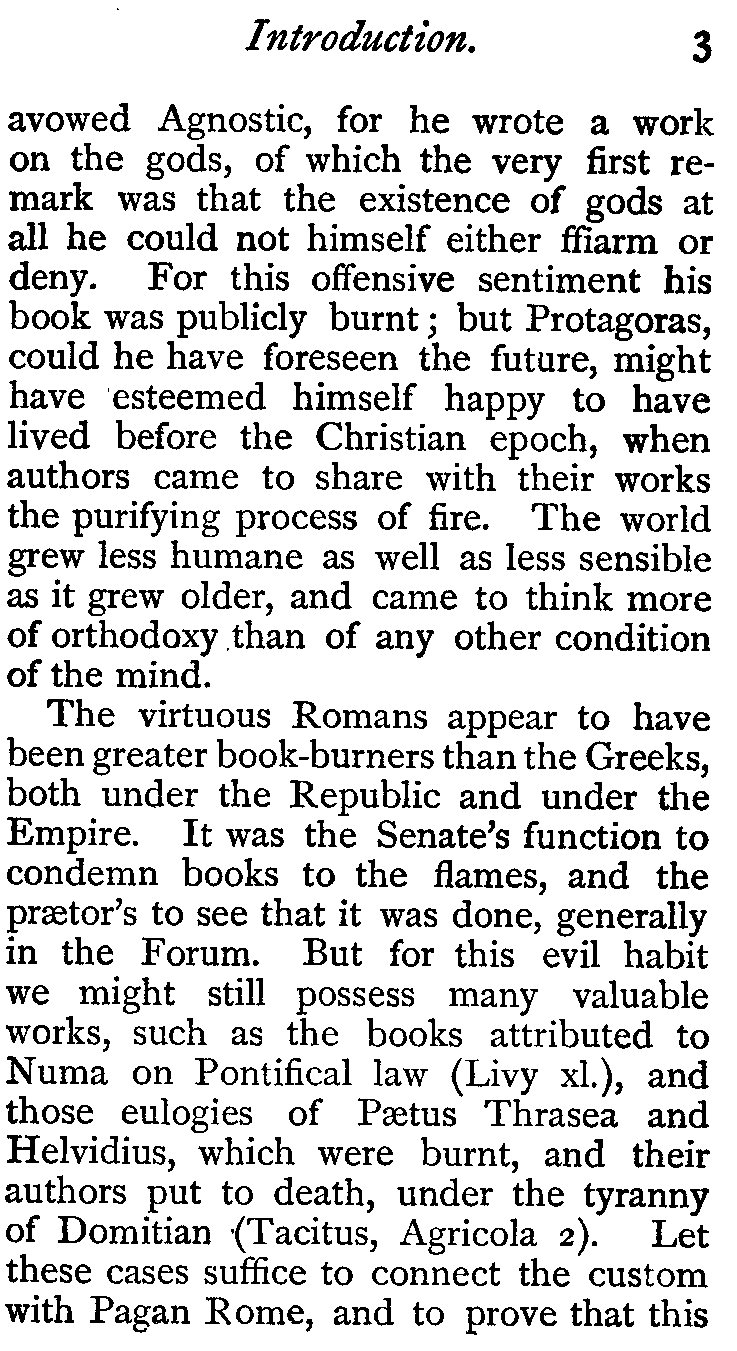 Introduction. 3
avowed Agnostic, for he wrote a work
on the gods, of which the very first re-
mark was that the existence of gods at
all he could not himself either ffiarm or
deny. For this offensive sentiment his
book was publicly burnt; but Protagoras,
could he have foreseen the future, might
have esteemed himself happy to have
lived before the Christian epoch, when
authors came to share with their works
the purifying process of fire. The world
grew less humane as well as less sensible
as it grew older, and came to think more
of orthodoxy than of any other condition
of the mind.
The virtuous Romans appear to have
been greater book-burners than the Greeks,
both under the Republic and under the
Empire. It was the Senate's function to
condemn books to the flames, and the
prætor's to see that it was done, generally
in the Forum. But for this evil habit
we might still possess many valuable
works, such as the books attributed to
Numa on Pontifical law (Livy xl.), and
those eulogies of Pætus Thrasea and
Helvidius, which were burnt, and their
authors put to death, under the tyranny
of Domitian (Tacitus, Agricola 2). Let
these cases suffice to connect the custom
with Pagan Rome, and to prove that this